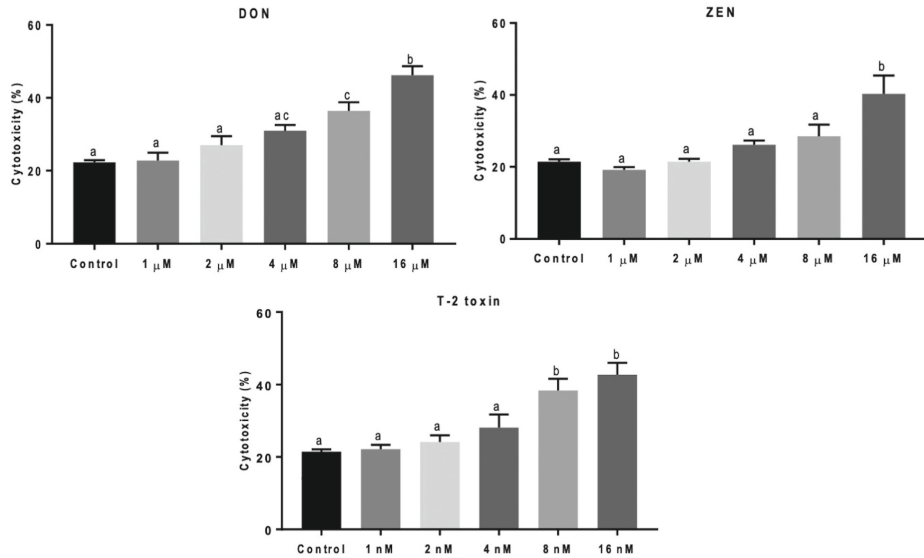 DON
Cytotoxicity (%)
60
40
20
0
a
a
a
ac
c
b
Control 1 μM 2 μM 4 μM 8 μM 16 μM
ZEN
Cytotoxicity (%)
60
40
20
0
a
a
a
a
a
b
Control 1 μM 2 μM 4 μM 8 μM 16 μM
T-2 toxin
Cytotoxicity (%)
60
40
20
0
a
a
a
a
b
b
Control 1 nM 2 nM 4 nM 8 nM 16 nM